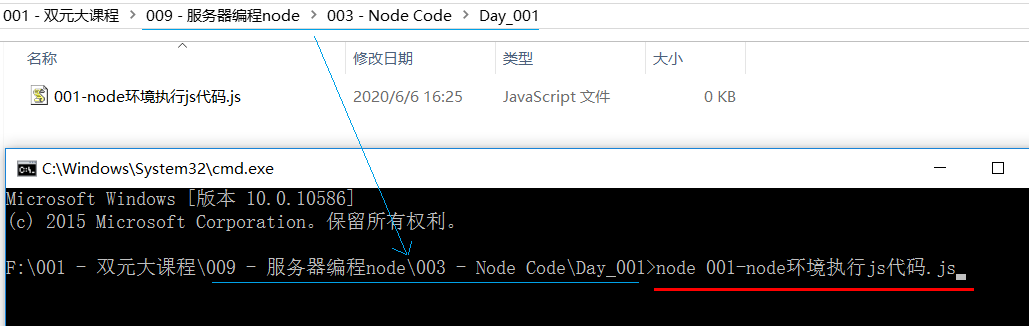 001 - 双元大课程 > 009 - 服务器编程node > 003 - Node Code > Day_001
名称 修改日期 类型 大小
001-node环境执行js代码.js 2020/6/6 16:25 JavaScript 文件 0 KB
C:\Windows\System32\cmd.exe
Microsoft Windows [版本 10.0.10586]
(c) 2015 Microsoft Corporation。保留所有权利。
F:\001 - 双元大课程\009 - 服务器编程node\003 - Node Code\Day_001>node 001-node环境执行js代码.js